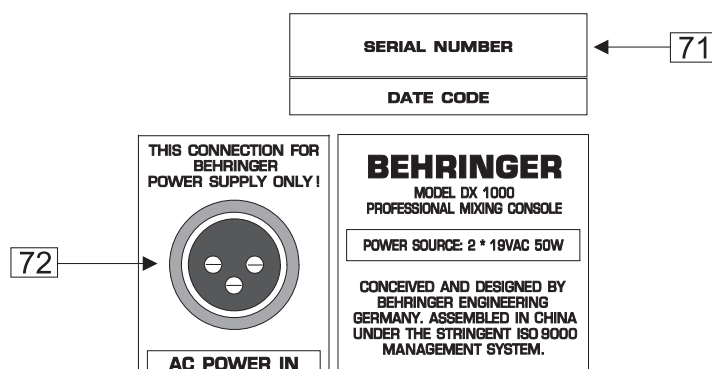 SERIAL NUMBER
71
DATE CODE
THIS CONNECTION FOR
BEHRINGER
POWER SUPPLY ONLY!
72
AC POWER IN
BEHRINGER
MODEL DX 1000
PROFESSIONAL MIXING CONSOLE
POWER SOURCE: 2 * 19VAC 50W
CONCEIVED AND DESIGNED BY
BEHRINGER ENGINEERING
GERMANY. ASSEMBLED IN CHINA
UNDER THE STRINGENT ISO 9000
MANAGEMENT SYSTEM.